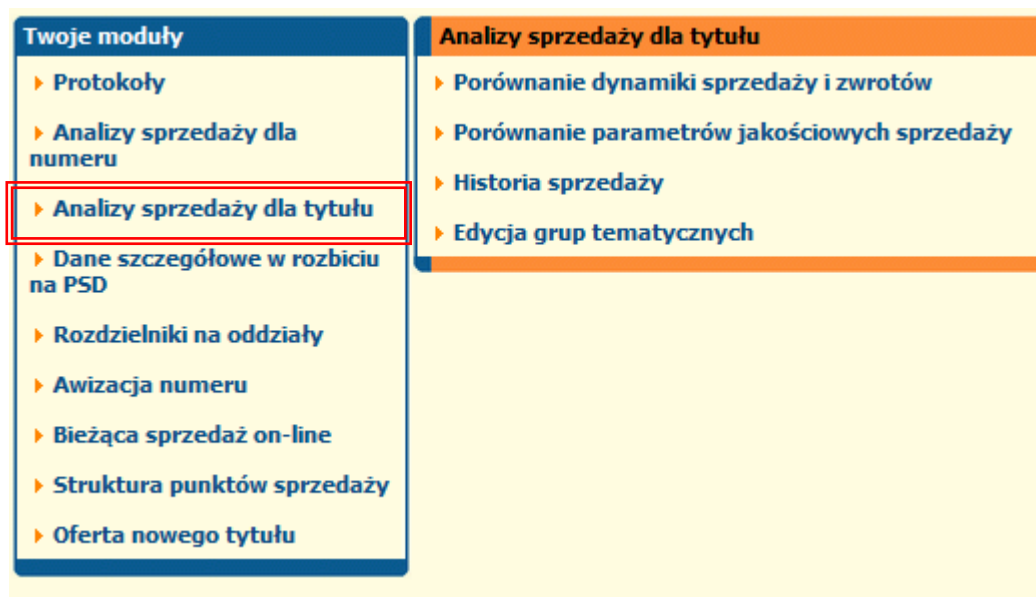 Twoje moduły
Protokoły
Analizy sprzedaży dla
numeru
Analizy sprzedaży dla tytułu
Dane szczegółowe w rozbiciu
na PSD
Rozdzielniki na oddziały
Awizacja numeru
Bieżąca sprzedaż on-line
Struktura punktów sprzedaży
Oferta nowego tytułu
Analizy sprzedaży dla tytułu
Porównanie dynamiki sprzedaży i zwrotów
Porównanie parametrów jakościowych sprzedaży
Historia sprzedaży
Edycja grup tematycznych